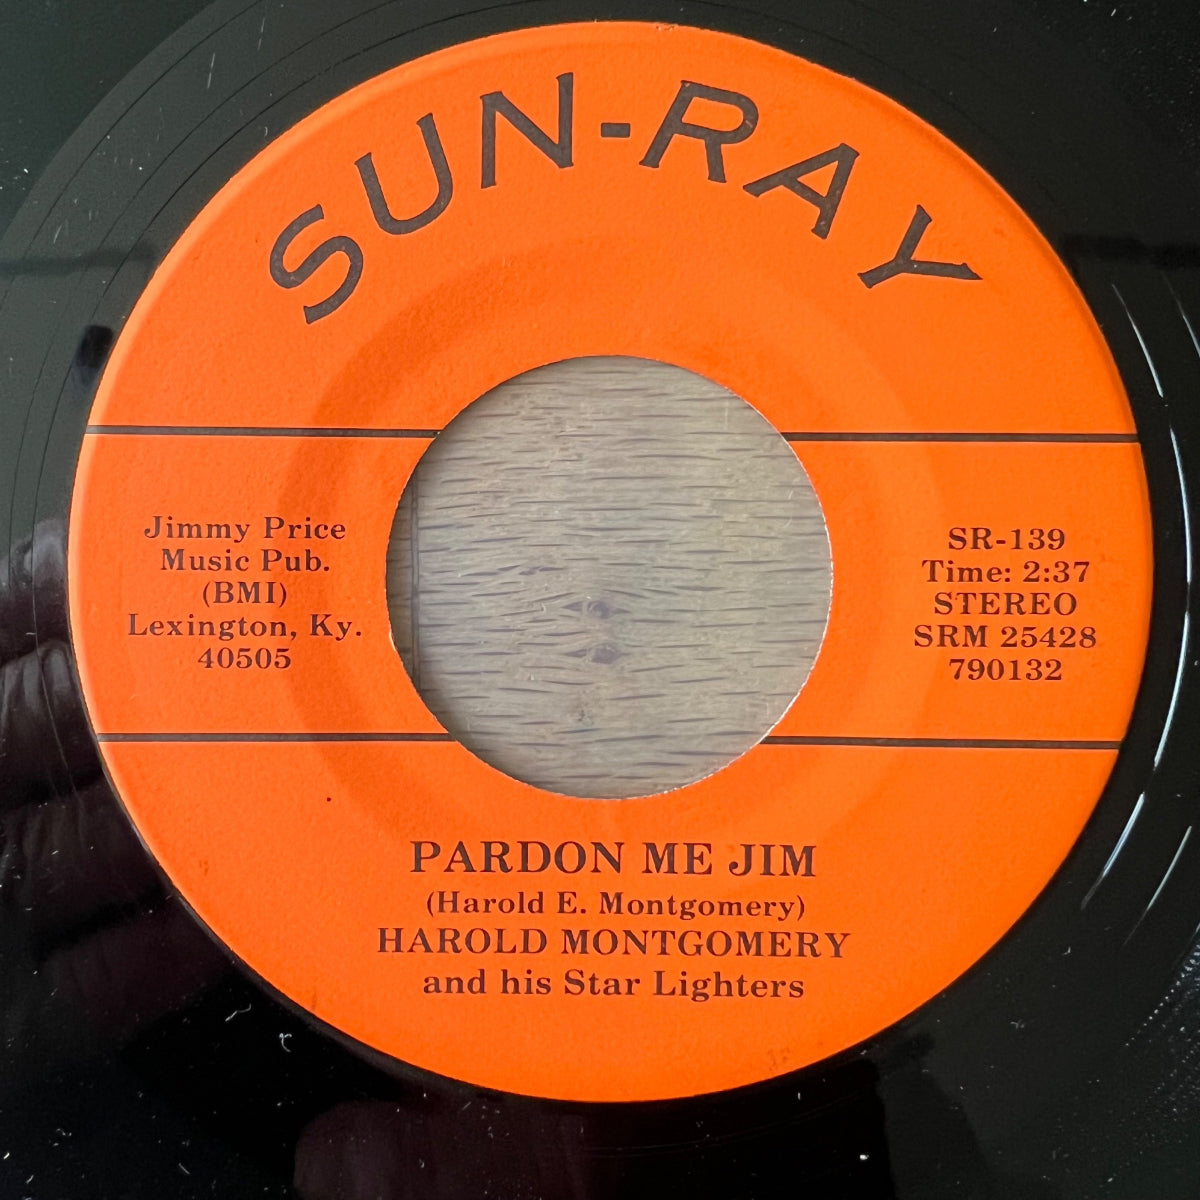 SUN-RAY
Jimmy Price
Music Pub.
(BMI)
Lexington, Ky.
40505
SR-139
Time: 2:37
STEREO
SRM 25428
790132
PARDON ME JIM
(Harold E. Montgomery)
HAROLD MONTGOMERY
and his Star Lighters